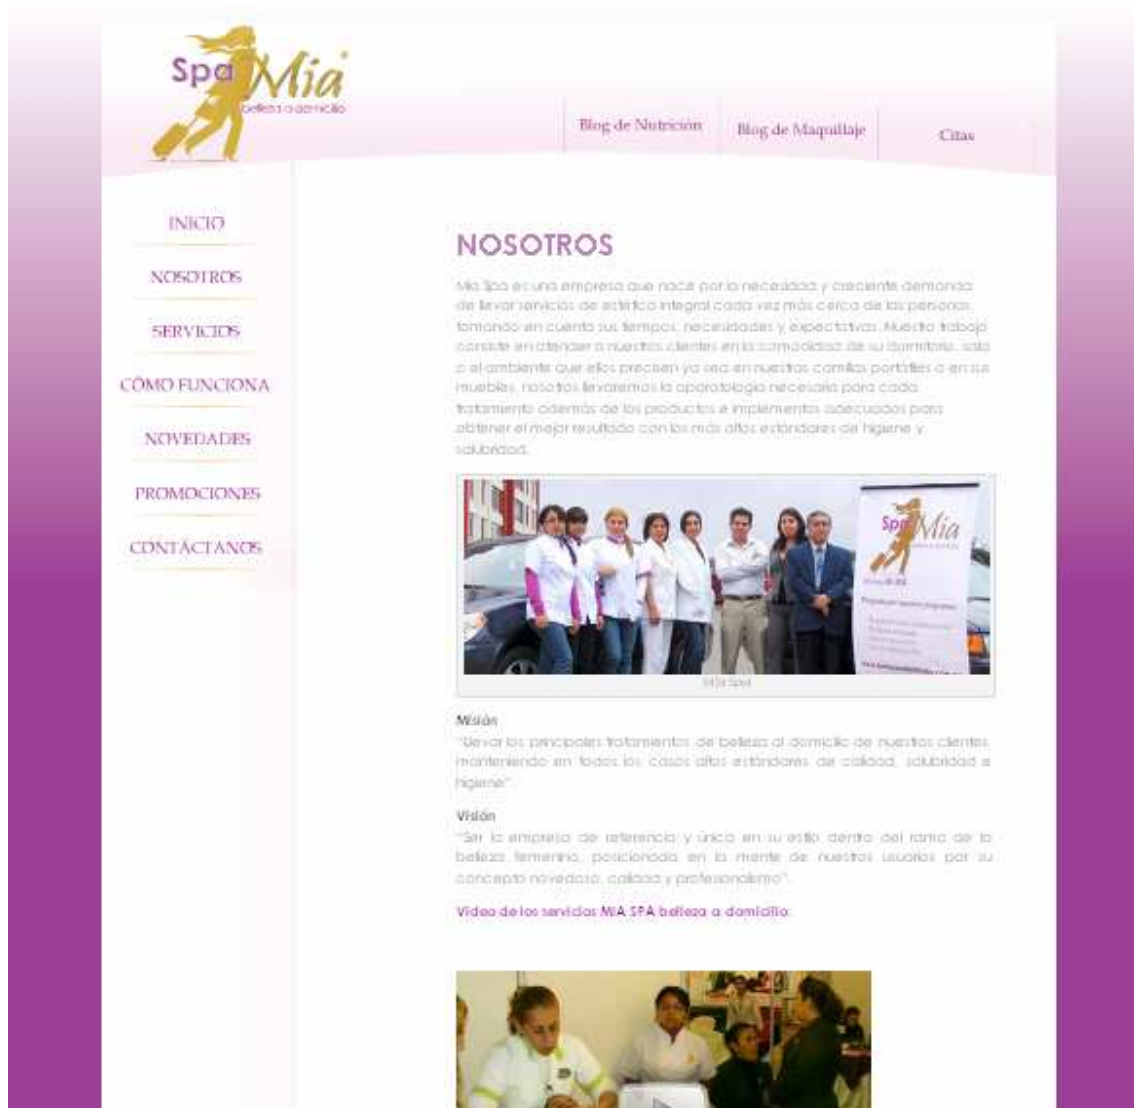 Spa Mía
belleza a domicilio
Blog de Nutrición
Blog de Maquillaje
Citas
INICIO
NOSOTROS
SERVICIOS
CÓMO FUNCIONA
NOVEDADES
PROMOCIONES
CONTÁCTANOS
NOSOTROS
Mia Spa es una empresa que nace por la necesidad y creciente demanda
de llevar servicios de estética integral cada vez más cerca de las personas,
tomando en cuenta sus tiempos, necesidades y expectativas. Nuestro trabajo
consiste en atender a nuestros clientes en la comodidad de su dormitorio, sala
o el ambiente que ellos precisen ya sea en nuestras camillas portátiles o en sus
muebles, nosotros llevaremos la aparatología necesaria para cada
tratamiento además de los productos e implementos adecuados para
obtener el mejor resultado con los más altos estándares de higiene y
salubridad.
Spa Mía
Mia Spa
Misión
"Llevar los principales tratamientos de belleza al domicilio de nuestros clientes,
manteniendo en todos los casos altos estándares de calidad, salubridad e
higiene".
Visión
"Ser la empresa de referencia y única en su estilo dentro del ramo de la
belleza femenina, posicionada en la mente de nuestros usuarios por su
concepto novedoso, calidad y profesionalismo".
Video de los servicios MIA SPA belleza a domicilio: